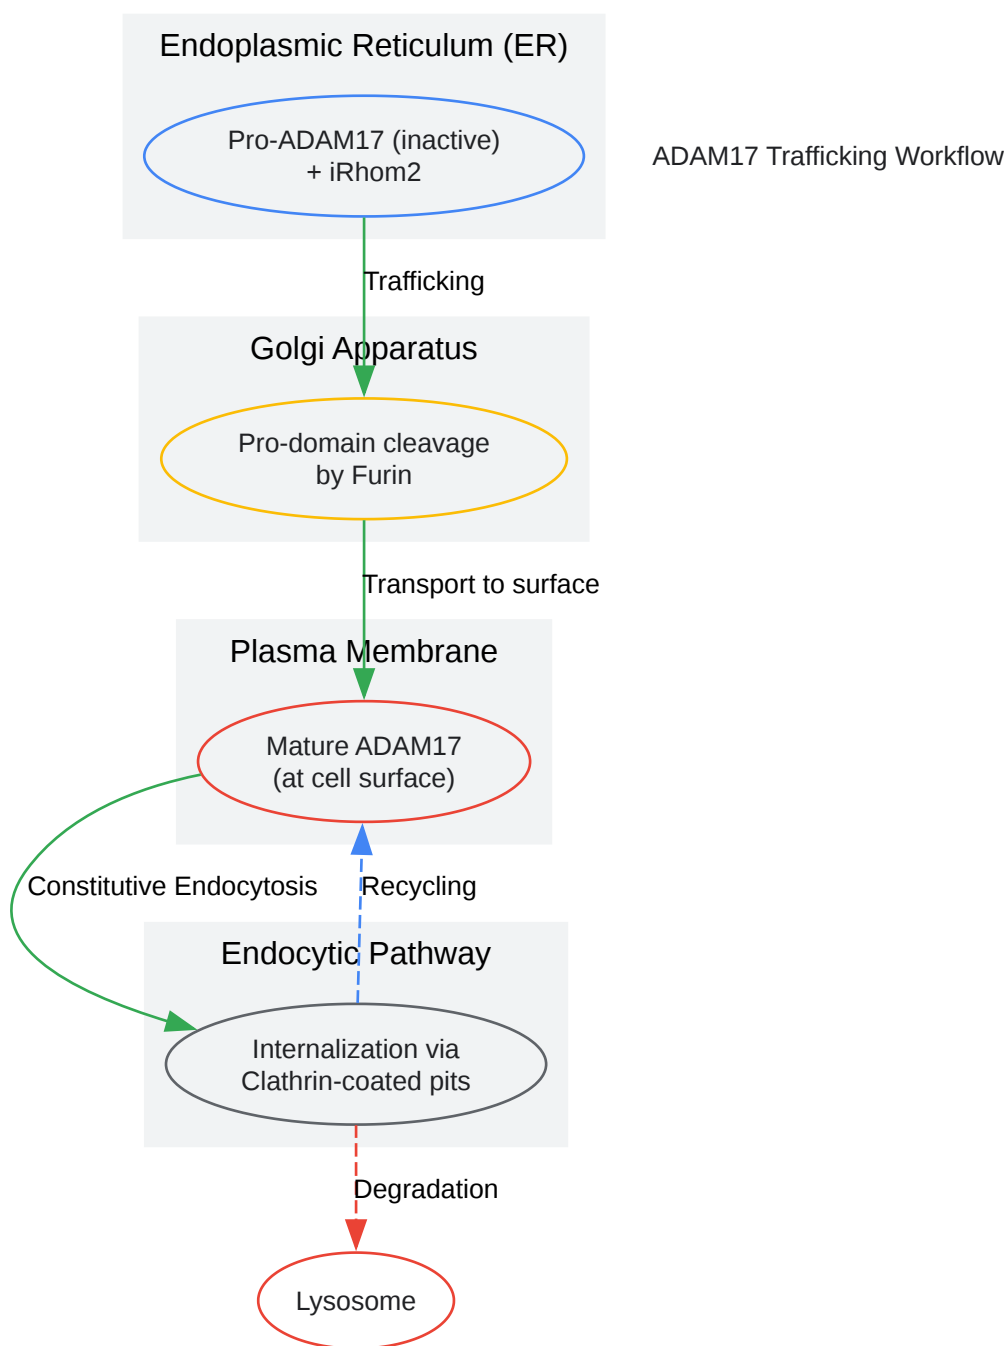 Endoplasmic Reticulum (ER)
Pro-ADAM17 (inactive)
+ iRhom2
ADAM17 Trafficking Workflow
Trafficking
Golgi Apparatus
Pro-domain cleavage
by Furin
Transport to surface
Plasma Membrane
Mature ADAM17
(at cell surface)
Constitutive Endocytosis
Recycling
Endocytic Pathway
Internalization via
Clathrin-coated pits
Degradation
Lysosome